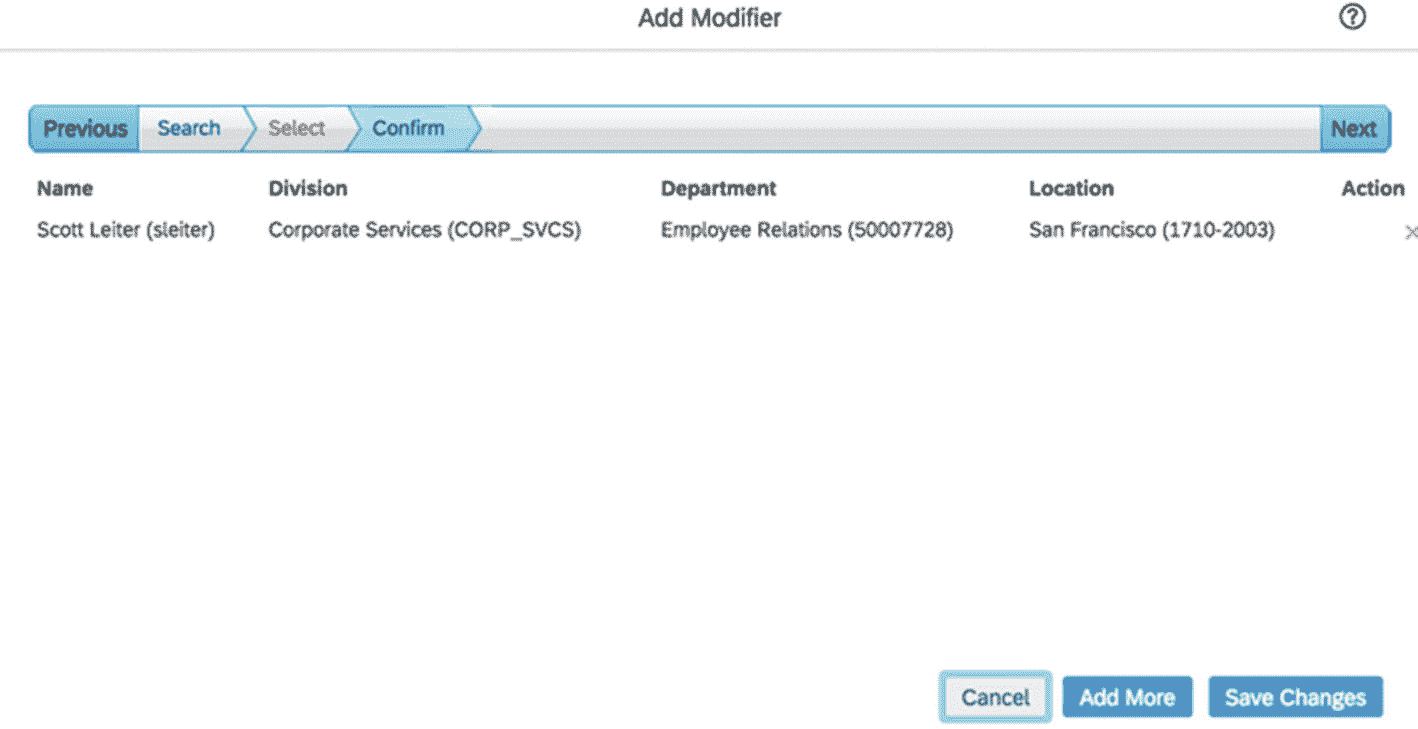 Add Modifier
Previous Search Select Confirm Next
Name Division Department Location Action
Scott Leiter (sleiter) Corporate Services (CORP_SVCS) Employee Relations (50007728) San Francisco (1710-2003)
Cancel Add More Save Changes